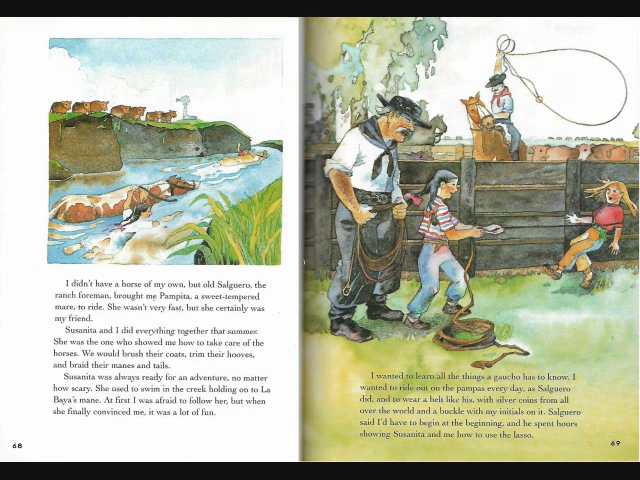 I didn't have a horse of my own, but old Salguero, the
ranch foreman, brought me Pampita, a sweet-tempered
mare, to ride. She wasn't very fast, but she certainly was
my friend.
Susanita and I did everything together that summer.
She was the one who showed me how to take care of the
horses. We would brush their coats, trim their hooves,
and braid their manes and tails.
Susanita was always ready for an adventure, no matter
how scary. She used to swim in the creek holding on to La
Baya's mane. At first I was afraid to follow her, but when
she finally convinced me, it was a lot of fun.
68
I wanted to learn all the things a gaucho has to know. I
wanted to ride out on the pampas every day, as Salguero
did, and to wear a belt like his, with silver coins from all
over the world and a buckle with my initials on it. Salguero
said I'd have to begin at the beginning, and he spent hours
showing Susanita and me how to use the lasso.
69